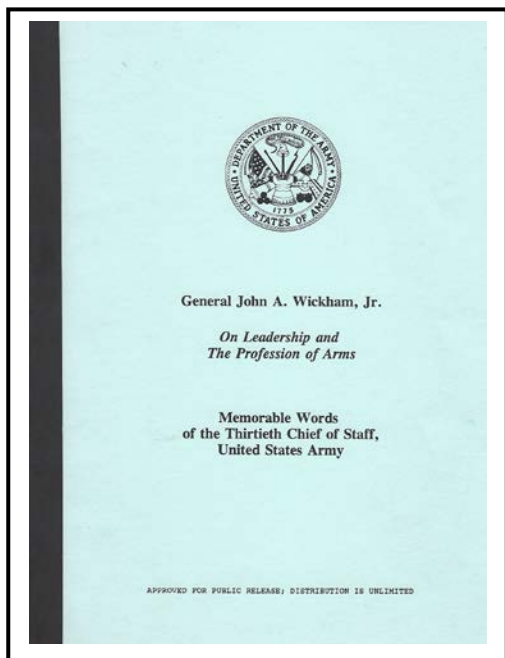 DEPARTMENT OF THE ARMY
UNITED STATES OF AMERICA
1775
General John A. Wickham, Jr.
On Leadership and
The Profession of Arms
Memorable Words
of the Thirtieth Chief of Staff,
United States Army
APPROVED FOR PUBLIC RELEASE; DISTRIBUTION IS UNLIMITED